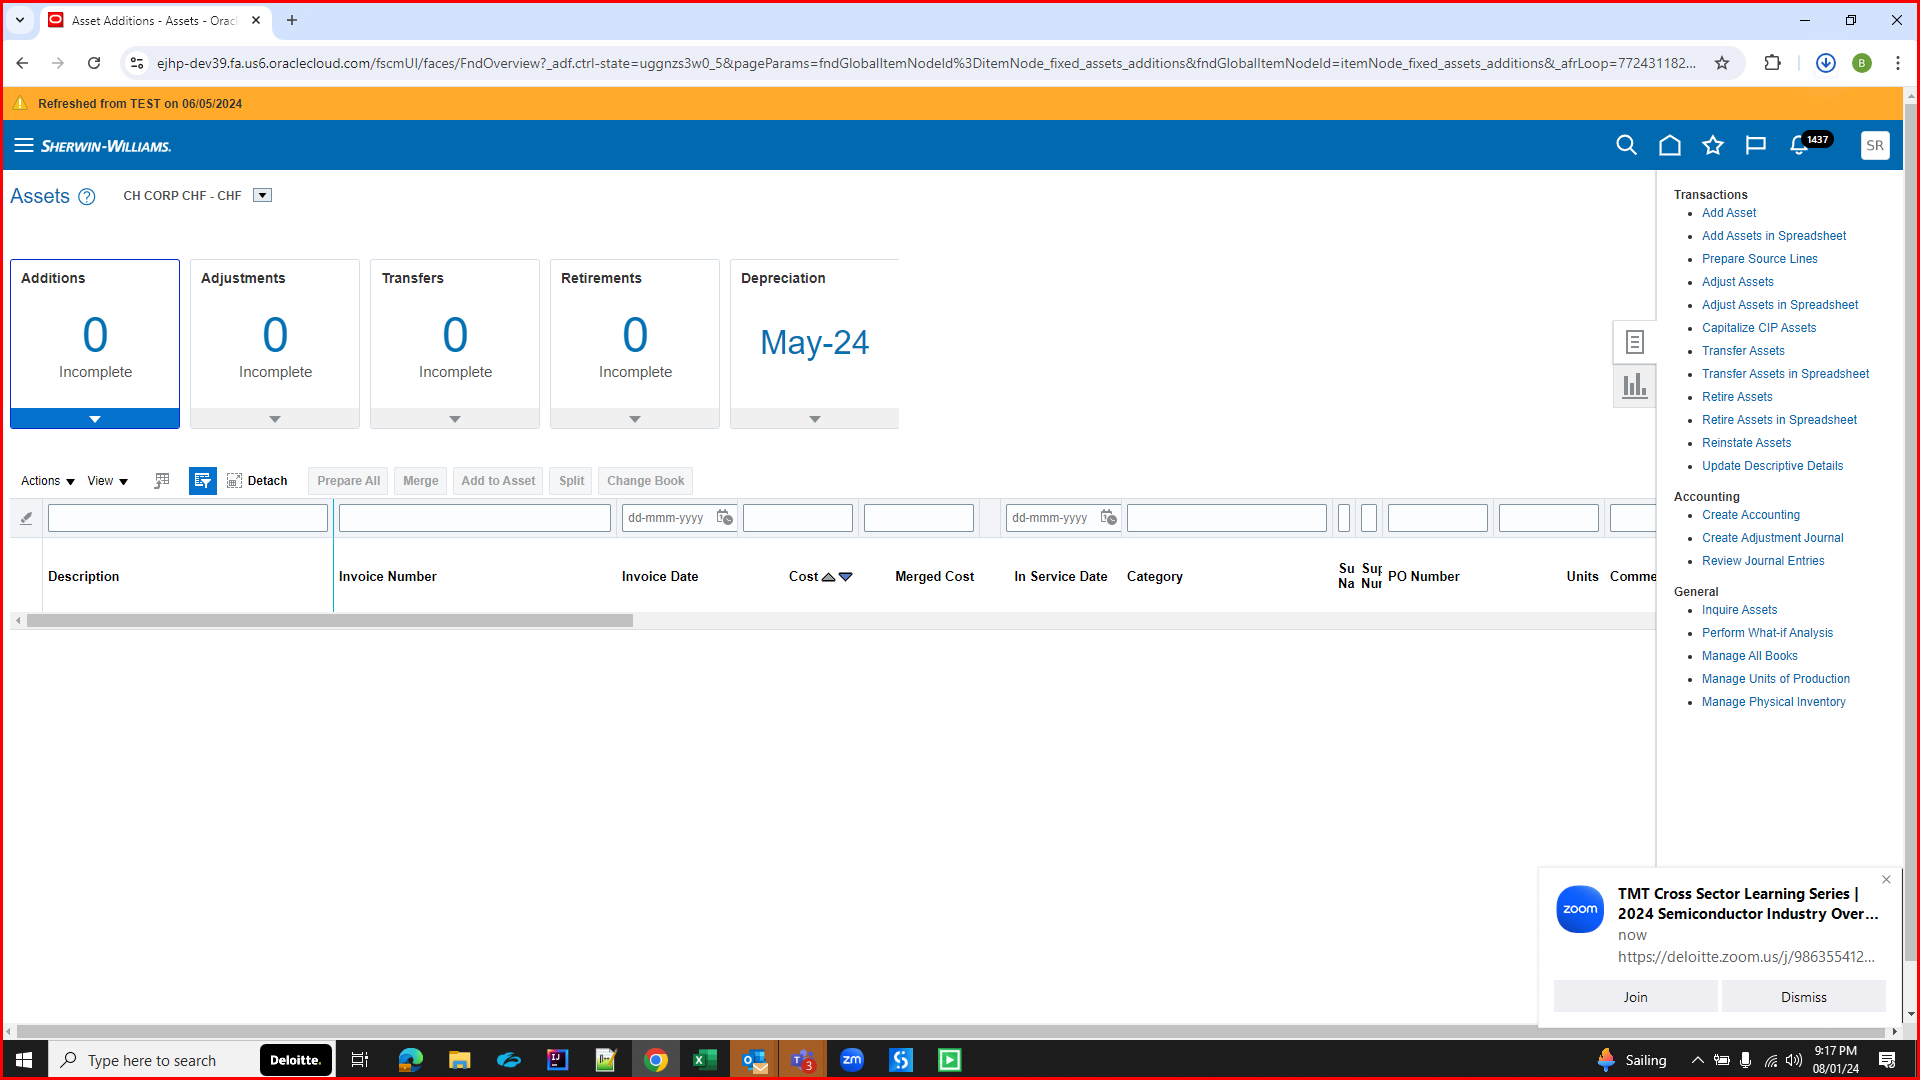 Asset Additions - Assets - Orac
ejhp-dev39.fa.us6.oraclecloud.com/fscmUI/faces/FndOverview?_adf.ctrl-state=uggnzs3w0_5&pageParams=fndGlobalItemNodeId%3DitemNode_fixed_assets_additions&fndGlobalItemNodeId=itemNode_fixed_assets_additions&_afrLoop=772431182...
B
Refreshed from TEST on 06/05/2024
SHERWIN-WILLIAMS.
1437
SR
Assets
CH CORP CHF - CHF
Additions
0
Incomplete
Adjustments
0
Incomplete
Transfers
0
Incomplete
Retirements
0
Incomplete
Depreciation
May-24
Actions View Detach Prepare All Merge Add to Asset Split Change Book
dd-mmm-yyyy dd-mmm-yyyy
Description Invoice Number Invoice Date Cost Merged Cost In Service Date Category Su Na Sup Nur PO Number Units Comme
Transactions
Add Asset
Add Assets in Spreadsheet
Prepare Source Lines
Adjust Assets
Adjust Assets in Spreadsheet
Capitalize CIP Assets
Transfer Assets
Transfer Assets in Spreadsheet
Retire Assets
Retire Assets in Spreadsheet
Reinstate Assets
Update Descriptive Details
Accounting
Create Accounting
Create Adjustment Journal
Review Journal Entries
General
Inquire Assets
Perform What-if Analysis
Manage All Books
Manage Units of Production
Manage Physical Inventory
zoom
TMT Cross Sector Learning Series |
2024 Semiconductor Industry Over...
now
https://deloitte.zoom.us/j/986355412...
Join
Dismiss
Type here to search
Deloitte.
3
zm
Sailing
9:17 PM
08/01/24